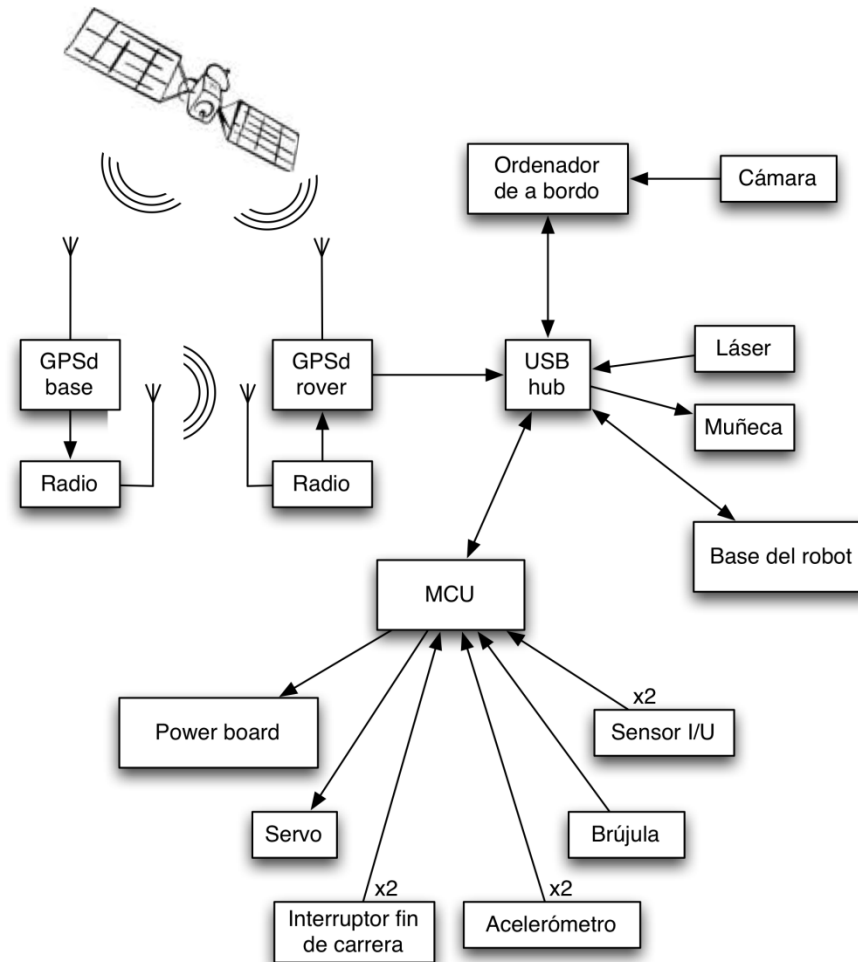 Ordenador
de a bordo
Cámara
GPSd
base
GPSd
rover
USB
hub
Láser
Muñeca
Radio
Radio
Base del robot
MCU
Power board
x2
Sensor I/U
Servo
Brújula
x2
Interruptor fin
de carrera
x2
Acelerómetro